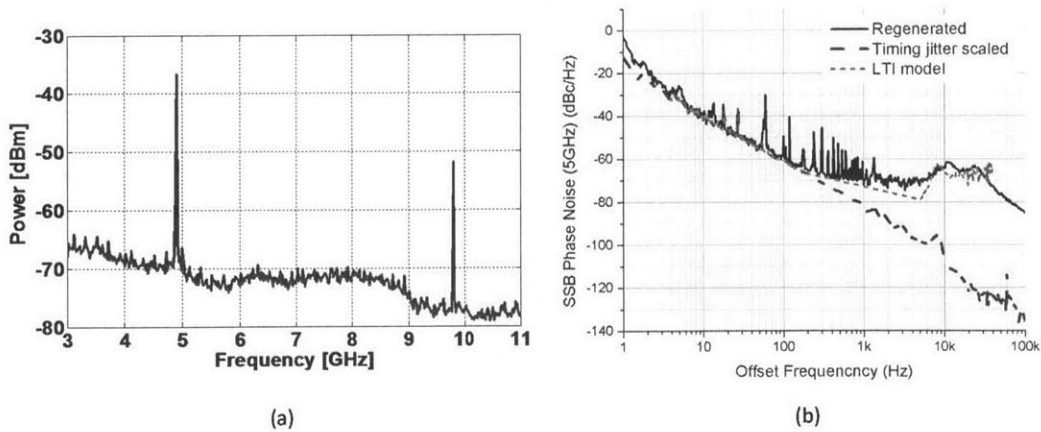 -30
-40
-50
-60
-70
-80
Power [dBm]
3 4 5 6 7 8 9 10 11
Frequency [GHz]
(a)
Regenerated
Timing jitter scaled
LTI model
0
-20
-40
-60
-80
-100
-120
-140
SSB Phase Noise (5GHz) (dBc/Hz)
1 10 100 1k 10k 100k
Offset Frequencncy (Hz)
(b)